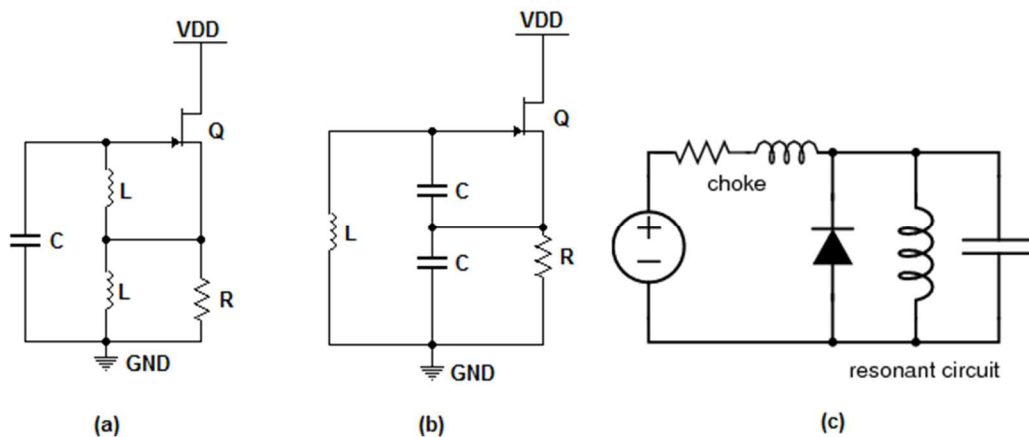 VDD
Q
L
C
L
R
GND
(a)
VDD
Q
C
L
C
R
GND
(b)
choke
+
−
resonant circuit
(c)